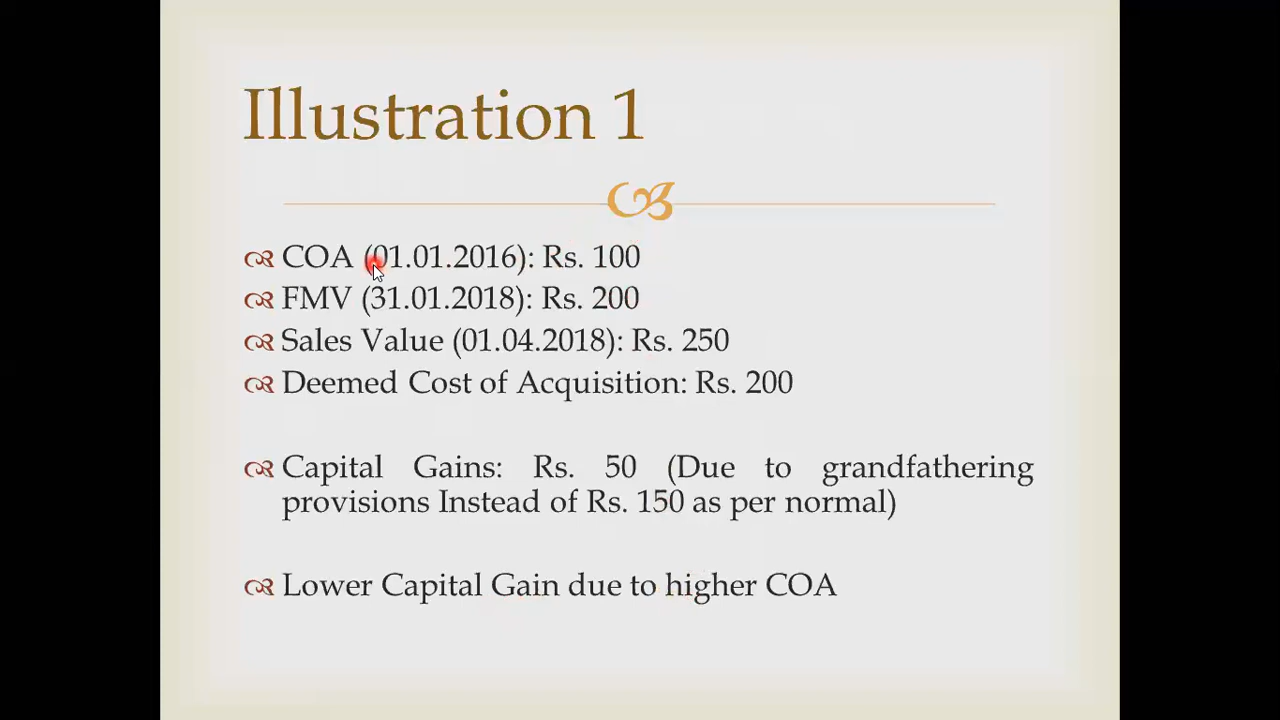 Illustration 1
COA (01.01.2016): Rs. 100
FMV (31.01.2018): Rs. 200
Sales Value (01.04.2018): Rs. 250
Deemed Cost of Acquisition: Rs. 200
Capital Gains: Rs. 50 (Due to grandfathering
provisions Instead of Rs. 150 as per normal)
Lower Capital Gain due to higher COA